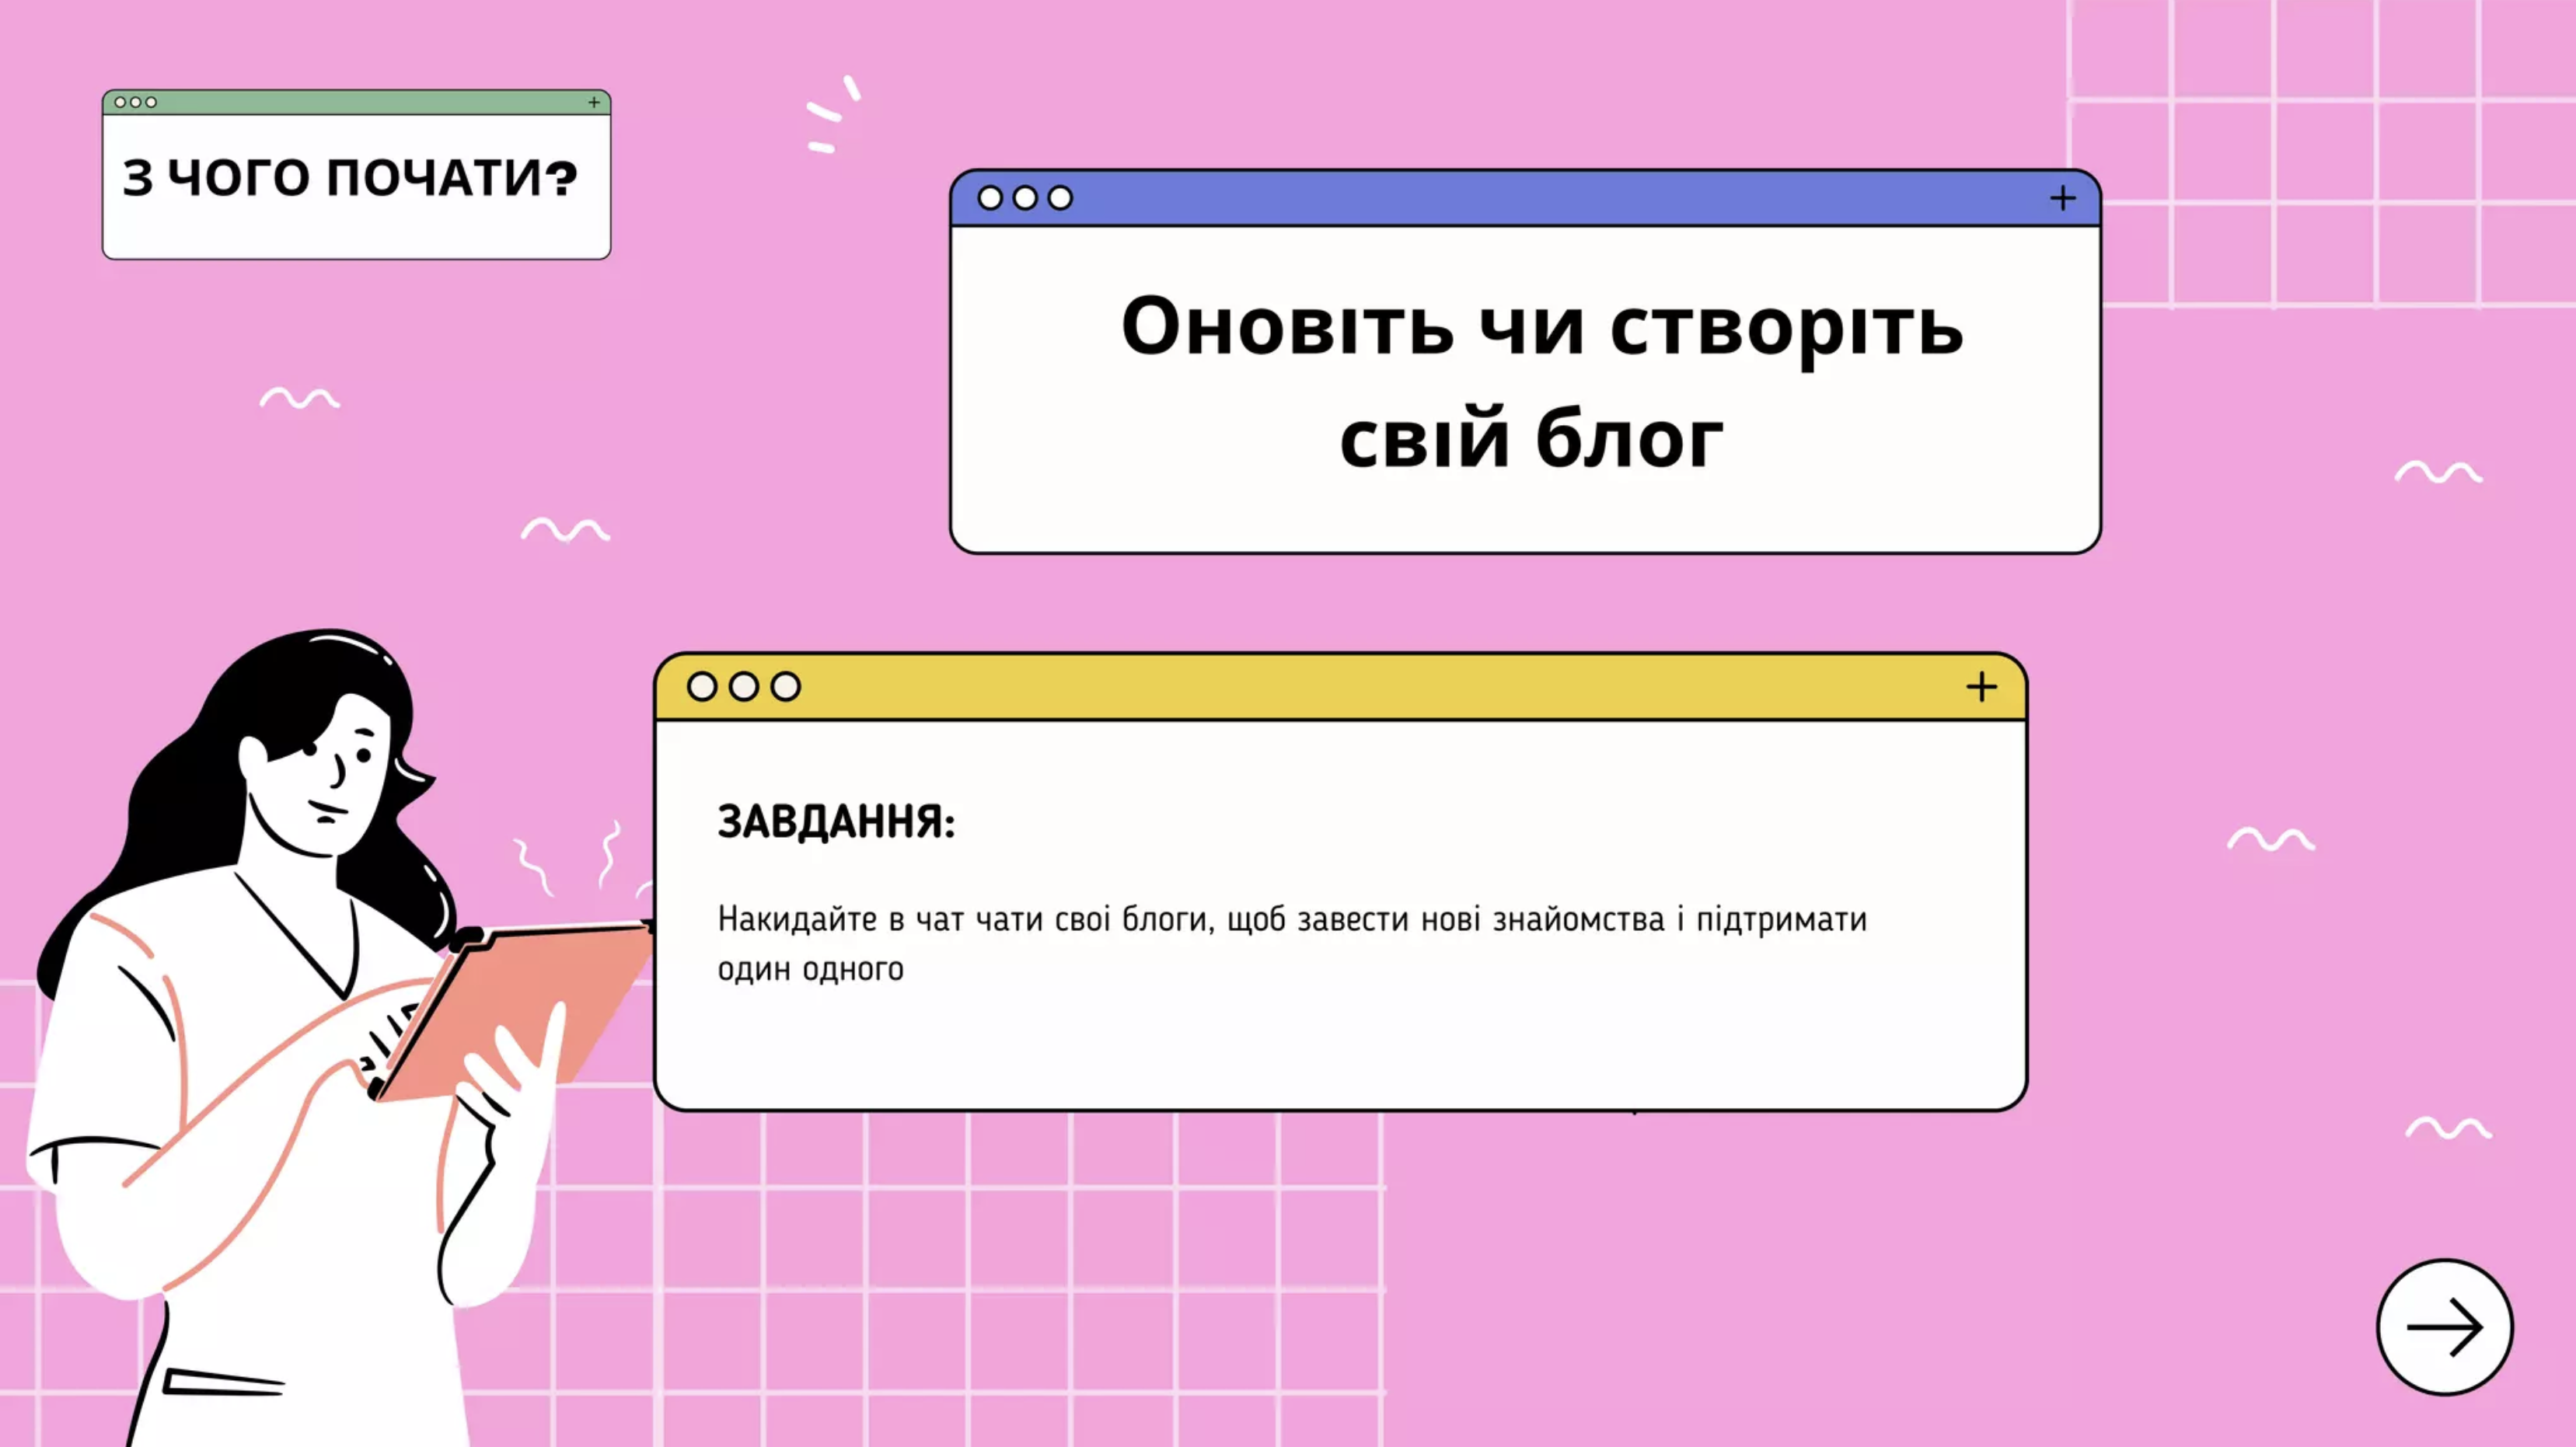 З ЧОГО ПОЧАТИ?
Оновіть чи створіть
свій блог
ЗАВДАННЯ:
Накидайте в чат чати свої блоги, щоб завести нові знайомства і підтримати
один одного